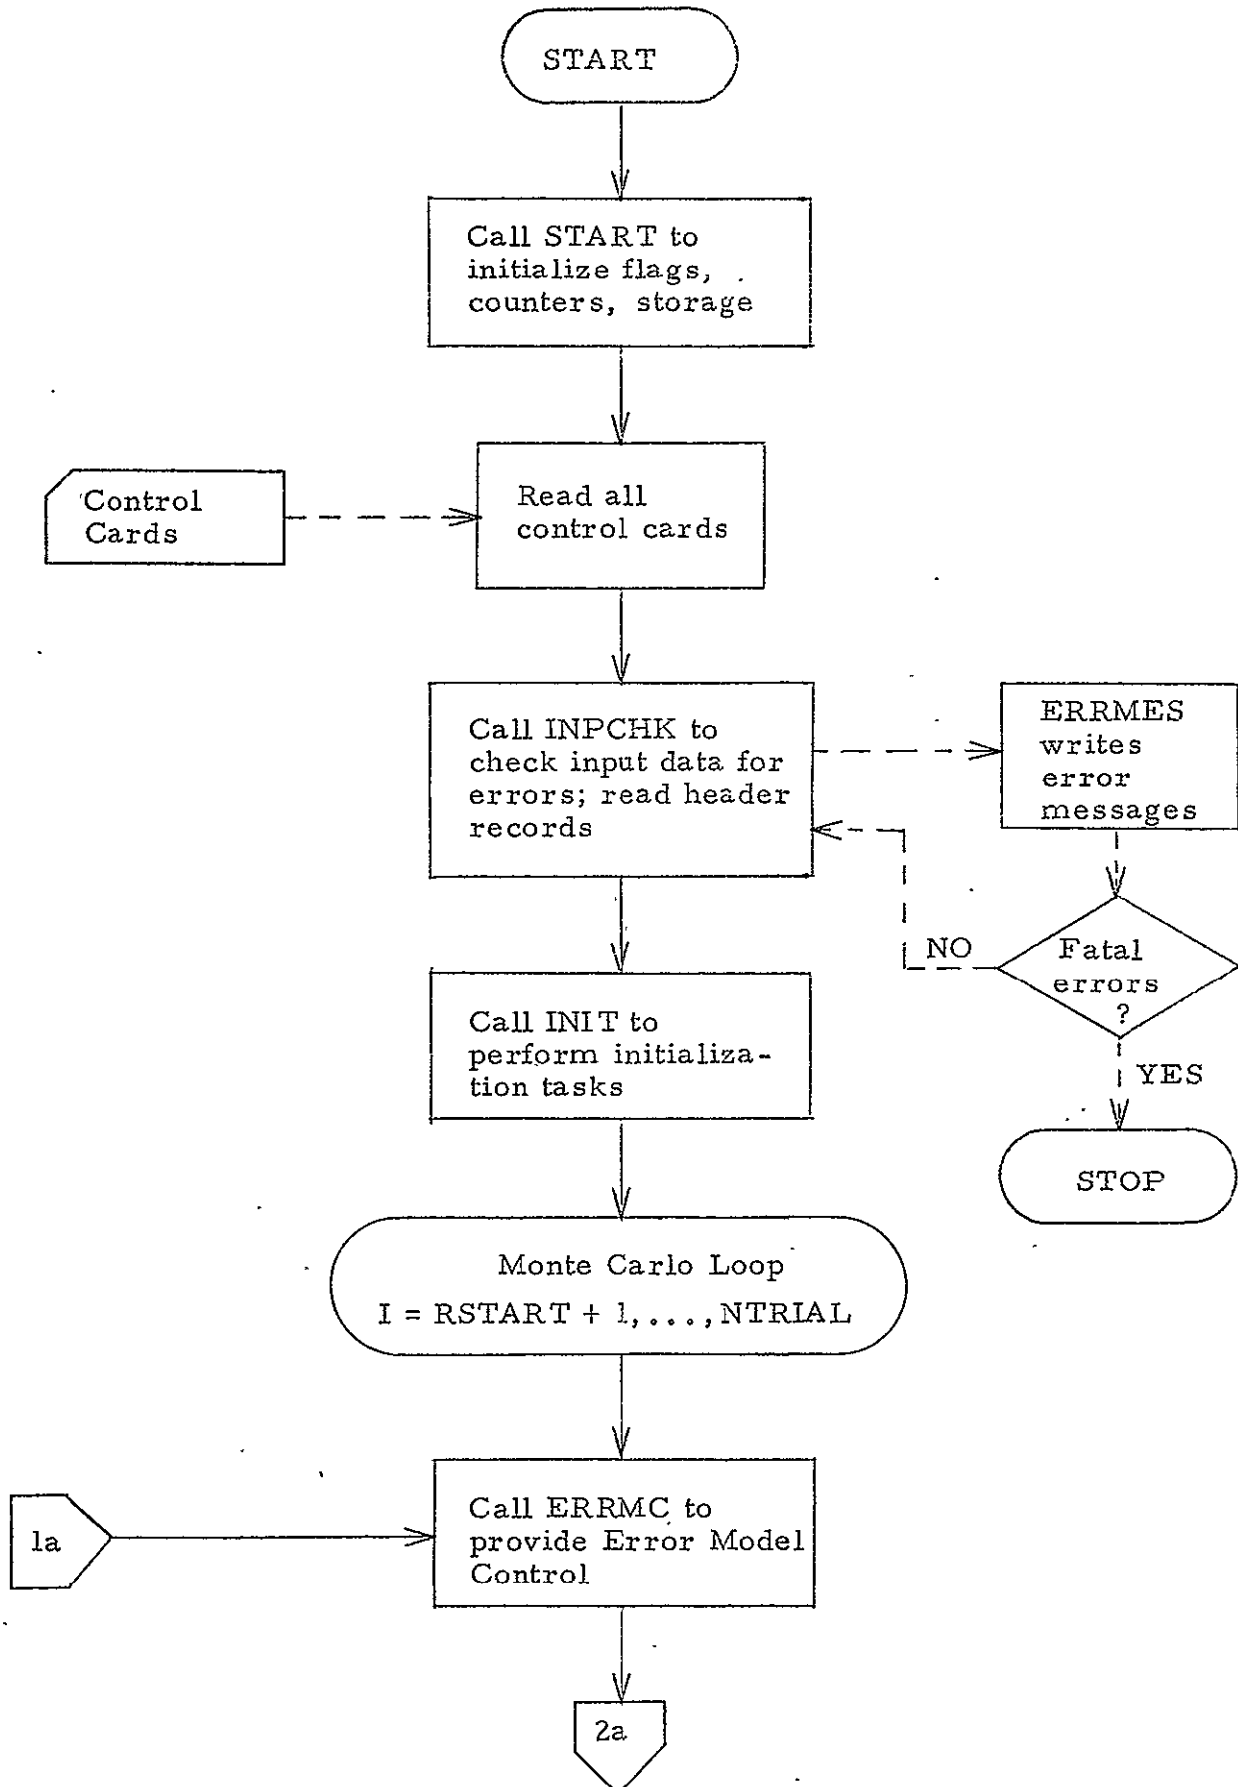 START
Call START to
initialize flags,
counters, storage
Control
Cards
Read all
control cards
Call INPCHK to
check input data for
errors; read header
records
ERRMES
writes
error
messages
NO
Fatal
errors
?
YES
STOP
Call INIT to
perform initializa-
tion tasks
Monte Carlo Loop
I = RSTART + 1, . . . , NTRIAL
1a
Call ERRMC to
provide Error Model
Control
2a